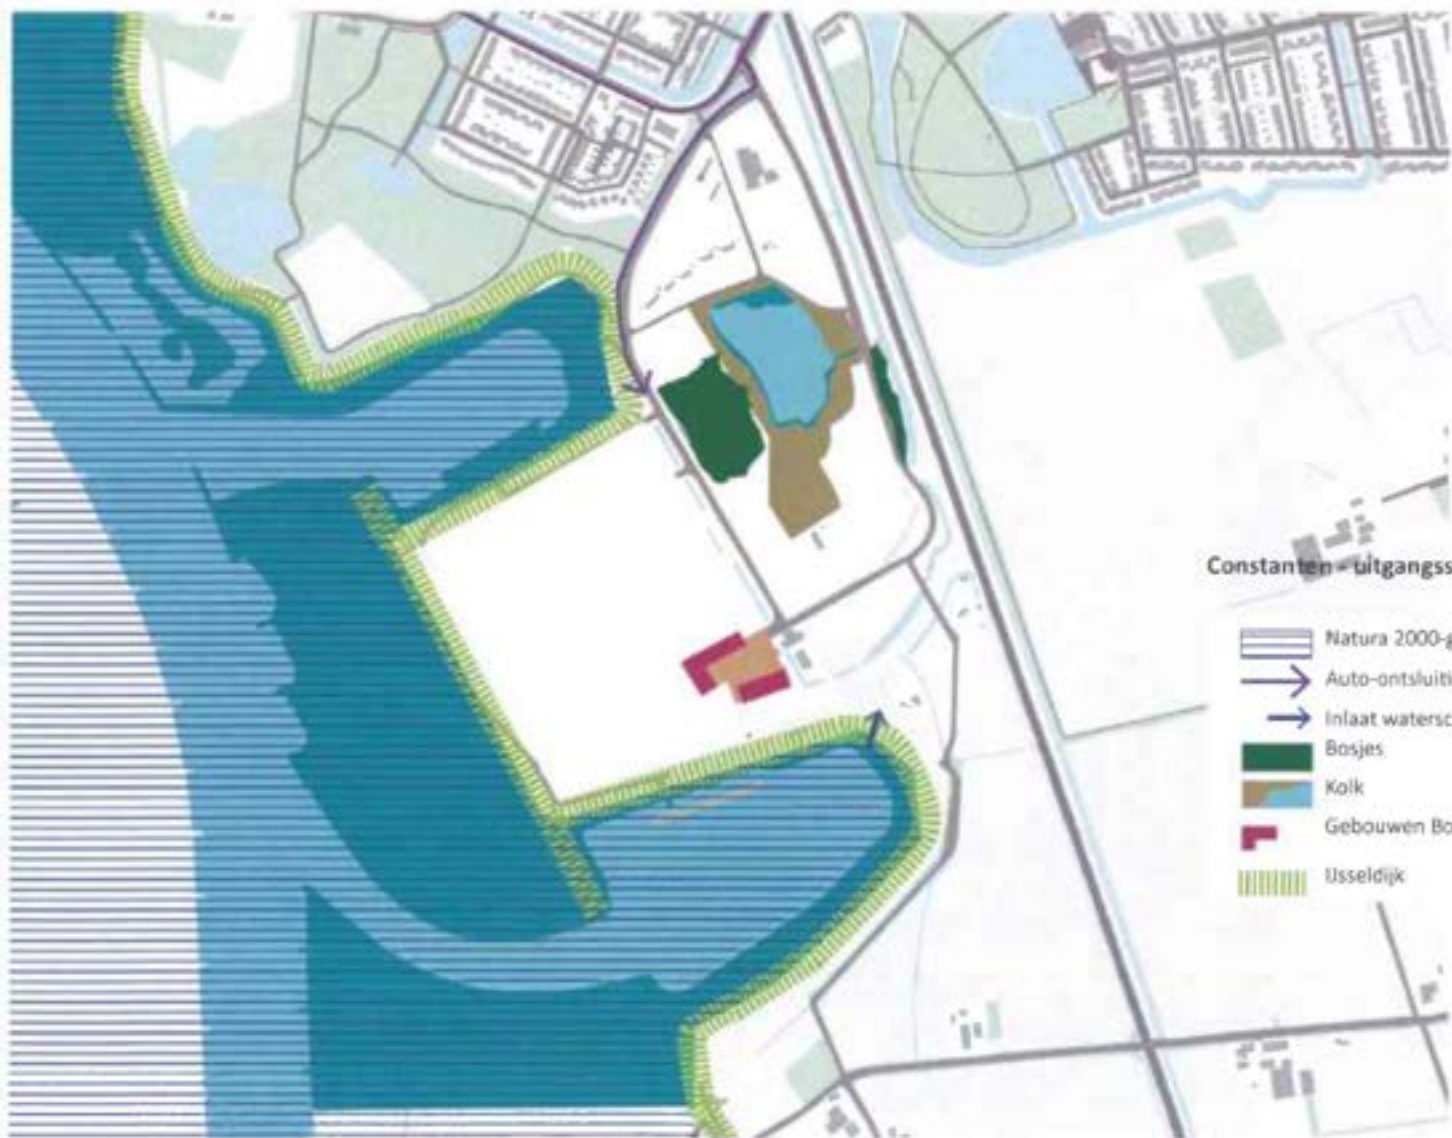 Constanten - uitgangss
Natura 2000-g
Auto-ontsluiti
Inlaat watersc
Bosjes
Kolk
Gebouwen Bo
IJsseldijk